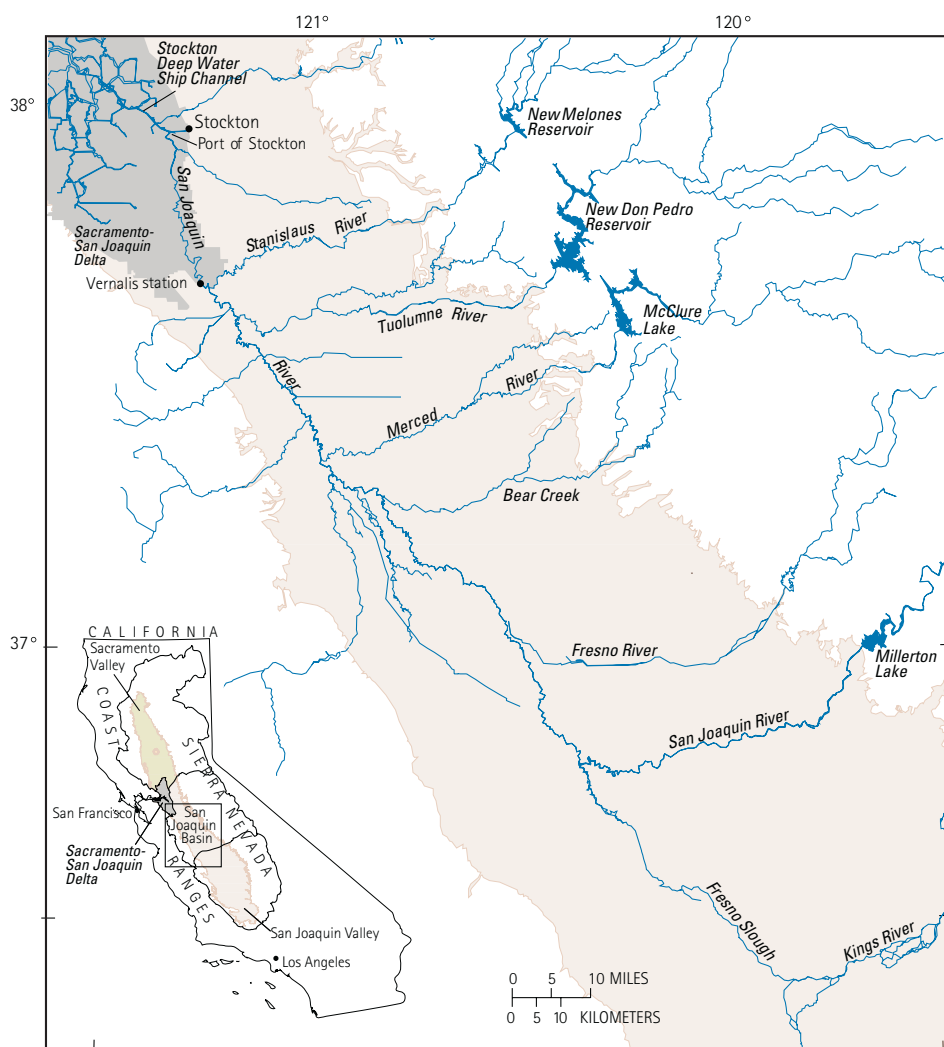 121°
120°
38°
37°
Stockton
Deep Water
Ship Channel
Stockton
Port of Stockton
San Joaquin
Sacramento-
San Joaquin
Delta
Vernalis station
Stanislaus River
New Melones
Reservoir
New Don Pedro
Reservoir
Tuolumne River
McClure
Lake
River
Merced River
Bear Creek
Fresno River
Millerton
Lake
San Joaquin River
Fresno Slough
Kings River
CALIFORNIA
Sacramento
Valley
COAST RANGES
SIERRA NEVADA
San Francisco
San
Joaquin
Basin
Sacramento-
San Joaquin
Delta
San Joaquin Valley
Los Angeles
0 5 10 MILES
0 5 10 KILOMETERS